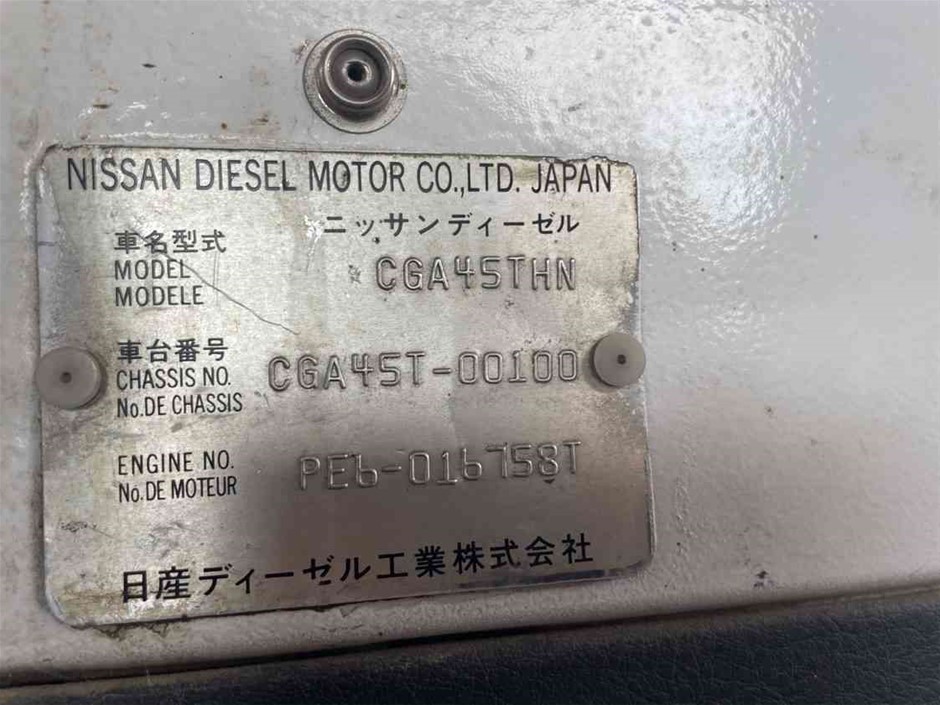 NISSAN DIESEL MOTOR CO.,LTD. JAPAN
ニッサンディーゼル
車名型式
MODEL
MODELE
CGA45THN
車台番号
CHASSIS NO.
No.DE CHASSIS
CGA45T-00100
ENGINE NO.
No.DE MOTEUR
PE6-016758T
日産ディーゼル工業株式会社